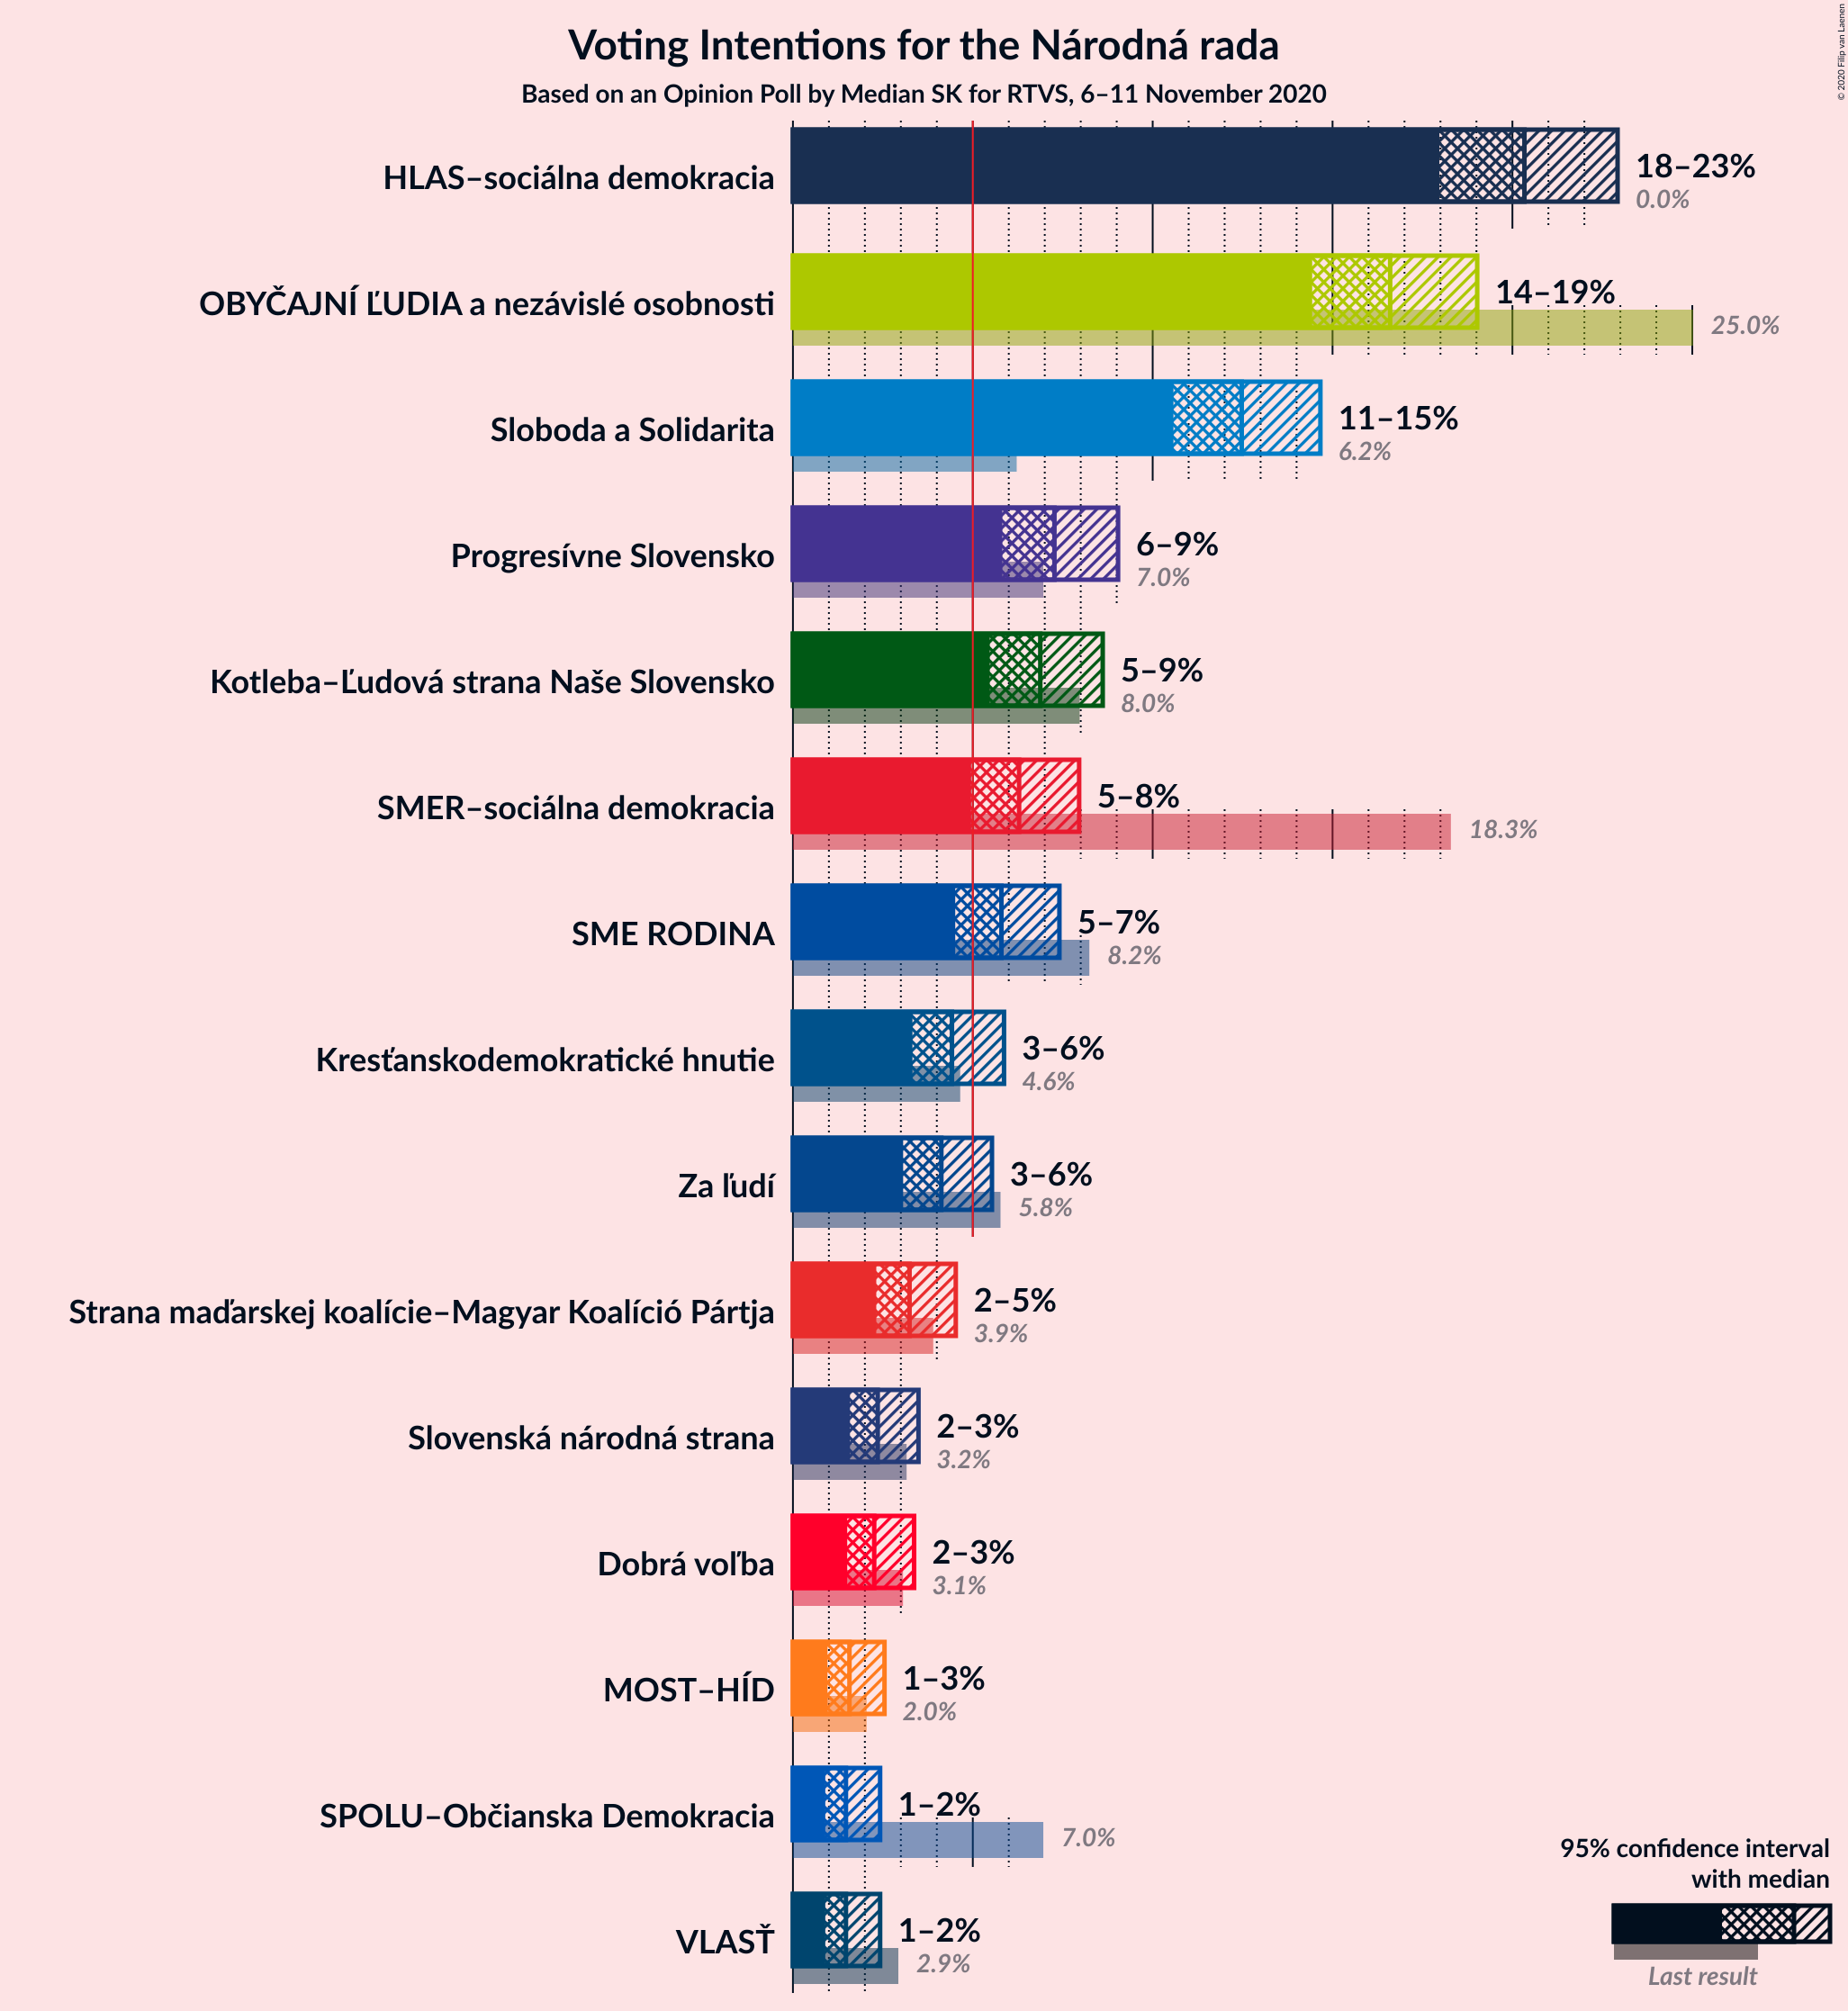 Voting Intentions for the Národná rada
Based on an Opinion Poll by Median SK for RTVS, 6–11 November 2020
© 2020 Filip van Laenen
HLAS–sociálna demokracia
18–23%
0.0%
OBYČAJNÍ ĽUDIA a nezávislé osobnosti
14–19%
25.0%
Sloboda a Solidarita
11–15%
6.2%
Progresívne Slovensko
6–9%
7.0%
Kotleba–Ľudová strana Naše Slovensko
5–9%
8.0%
SMER–sociálna demokracia
5–8%
18.3%
SME RODINA
5–7%
8.2%
Kresťanskodemokratické hnutie
3–6%
4.6%
Za ľudí
3–6%
5.8%
Strana maďarskej koalície–Magyar Koalíció Pártja
2–5%
3.9%
Slovenská národná strana
2–3%
3.2%
Dobrá voľba
2–3%
3.1%
MOST–HÍD
1–3%
2.0%
SPOLU–Občianska Demokracia
1–2%
7.0%
VLASŤ
1–2%
2.9%
95% confidence interval
with median
Last result